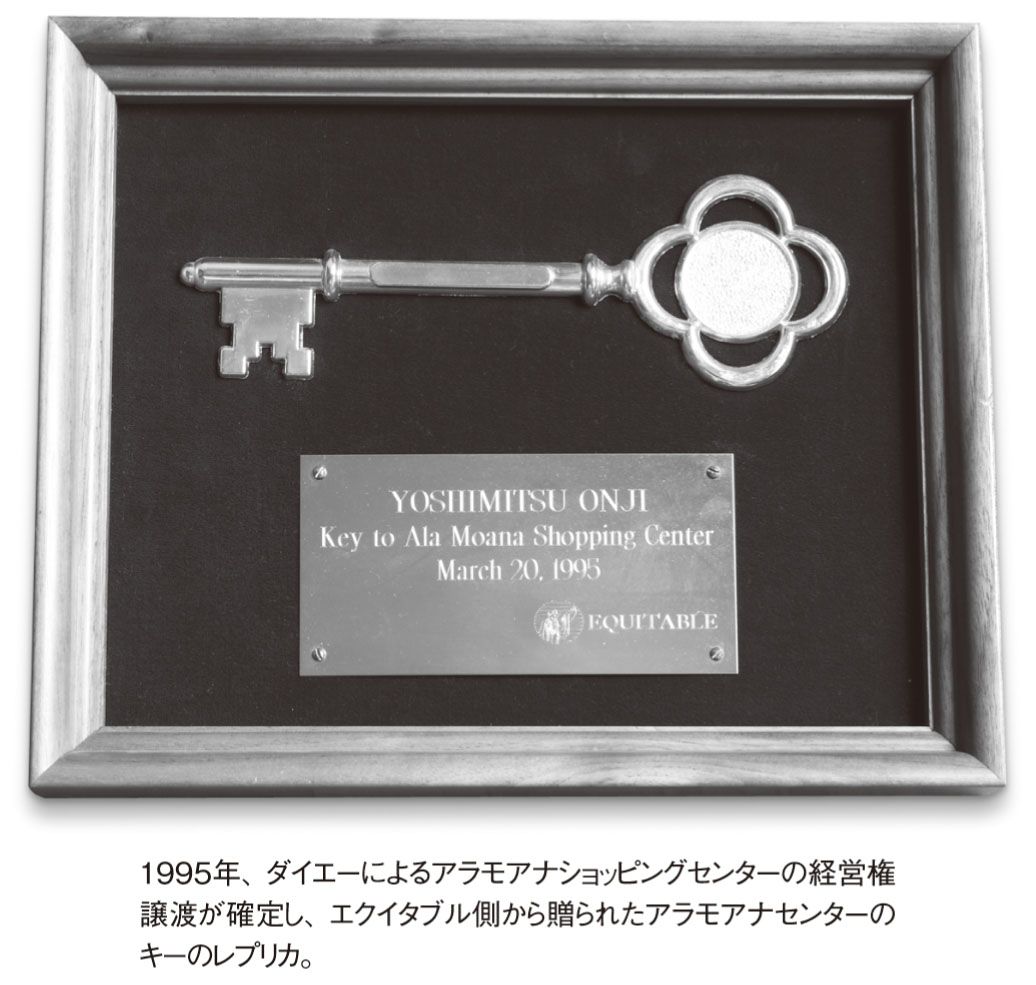 YOSHIMITSU ONJI
Key to Ala Moana Shopping Center
March 20, 1995
EQUITABLE
1995年、ダイエーによるアラモアナショッピングセンターの経営権
譲渡が確定し、エクイタブル側から贈られたアラモアナセンターの
キーのレプリカ。